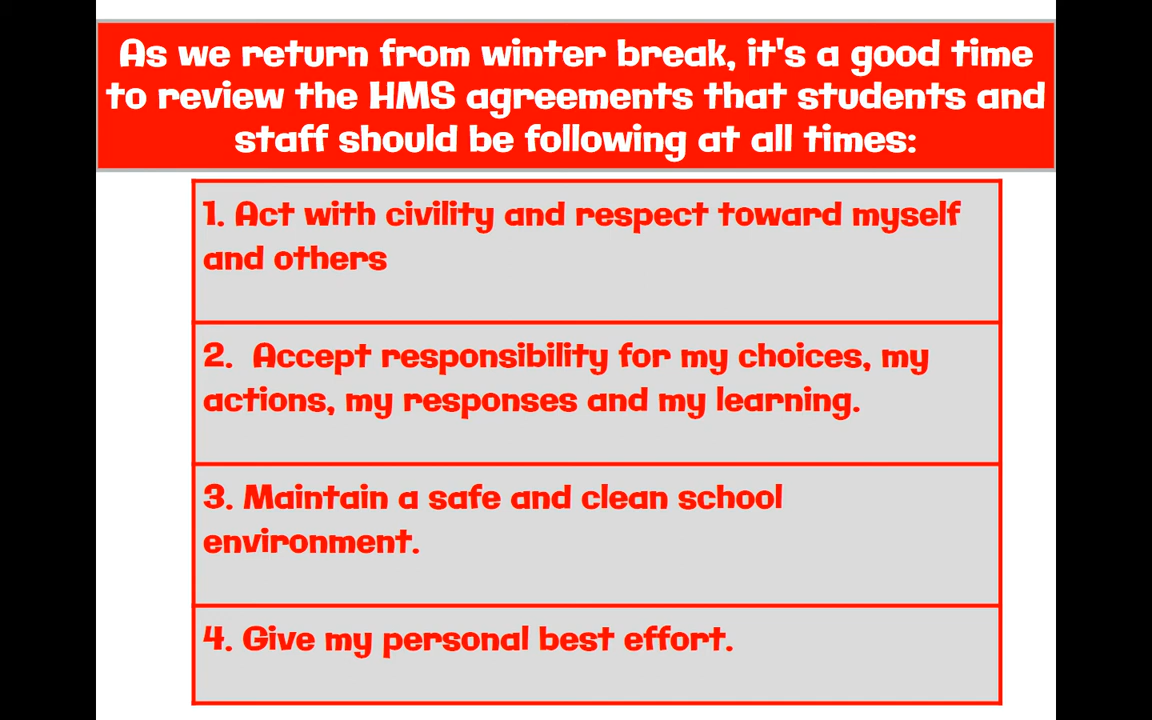 As we return from winter break, it's a good time
to review the HMS agreements that students and
staff should be following at all times:
1. Act with civility and respect toward myself
and others
2.  Accept responsibility for my choices, my
actions, my responses and my learning.
3. Maintain a safe and clean school
environment.
4. Give my personal best effort.